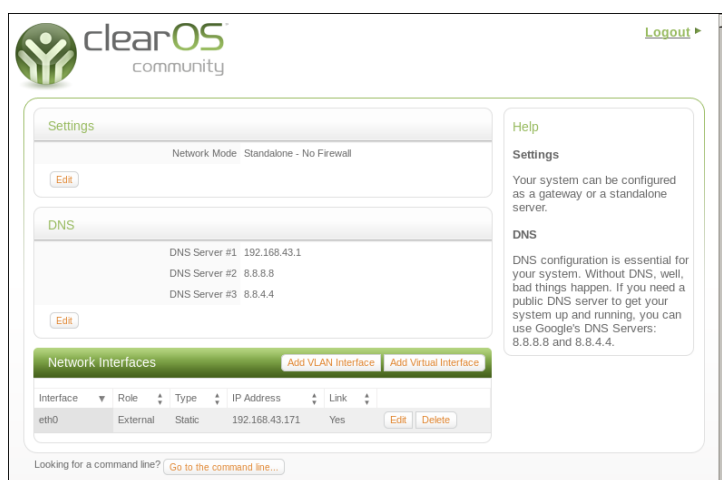 clearOS
community
Logout
Settings
Network Mode Standalone - No Firewall
Edit
DNS
DNS Server #1 192.168.43.1
DNS Server #2 8.8.8.8
DNS Server #3 8.8.4.4
Edit
Network Interfaces Add VLAN Interface Add Virtual Interface
Interface Role Type IP Address Link
eth0 External Static 192.168.43.171 Yes Edit Delete
Help
Settings
Your system can be configured
as a gateway or a standalone
server.
DNS
DNS configuration is essential for
your system. Without DNS, well,
bad things happen. If you need a
public DNS server to get your
system up and running, you can
use Google's DNS Servers:
8.8.8.8 and 8.8.4.4.
Looking for a command line? Go to the command line...